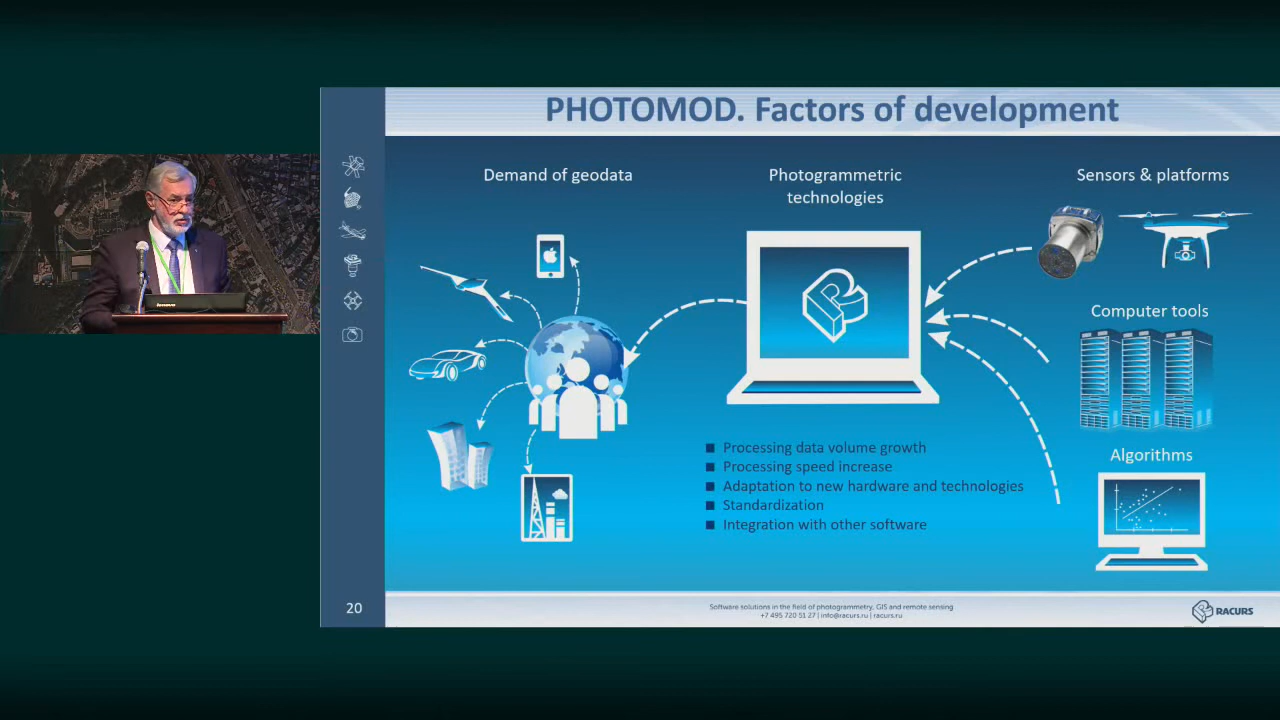 PHOTOMOD. Factors of development
Demand of geodata
Photogrammetric
technologies
Sensors & platforms
Computer tools
Algorithms
Processing data volume growth
Processing speed increase
Adaptation to new hardware and technologies
Standardization
Integration with other software
20
Software solutions in the field of photogrammetry, GIS and remote sensing
+7 495 720 51 27 | info@racurs.ru | racurs.ru
RACURS